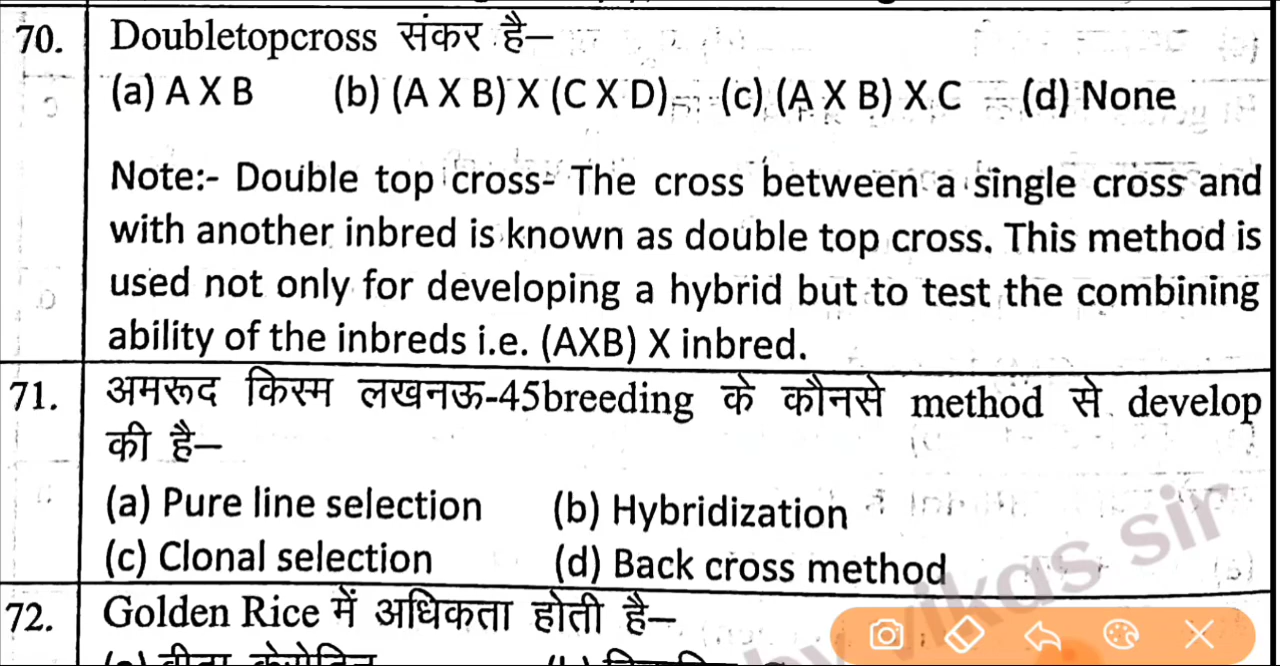 70. Doubletopcross संकर है–
(a) A X B (b) (A X B) X (C X D) (c) (A X B) X C (d) None
Note:- Double top cross- The cross between a single cross and
with another inbred is known as double top cross. This method is
used not only for developing a hybrid but to test the combining
ability of the inbreds i.e. (AXB) X inbred.
71. अमरूद किस्म लखनऊ-45breeding के कौनसे method से develop
की है–
(a) Pure line selection (b) Hybridization
(c) Clonal selection (d) Back cross method
vikas sir
72. Golden Rice में अधिकता होती है–